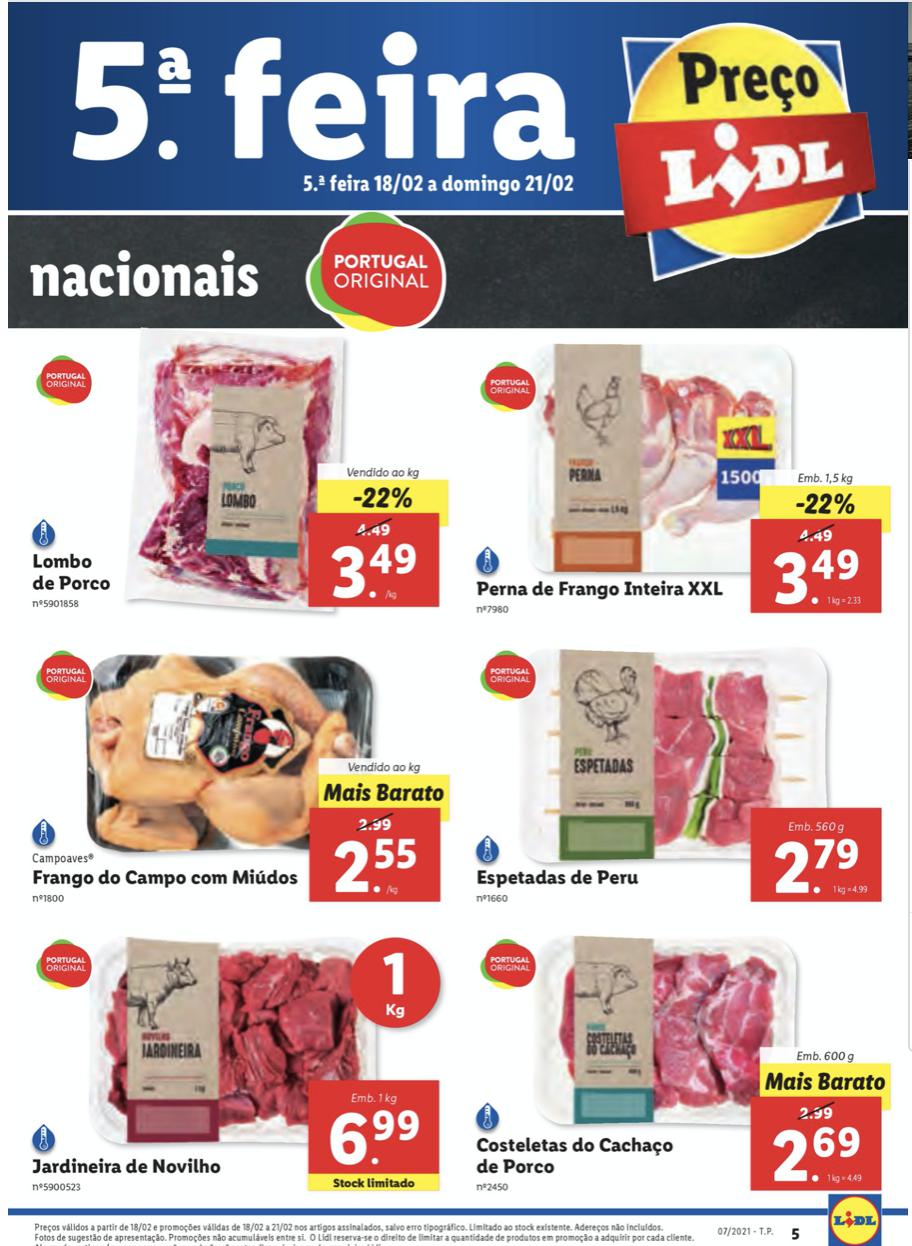 5.ª feira
5.ª feira 18/02 a domingo 21/02
Preço
LIDL
nacionais
PORTUGAL
ORIGINAL
PORTUGAL
ORIGINAL
PORCO
LOMBO
Vendido ao kg
-22%
4.49
3.49
/kg
Lombo
de Porco
nº5901858
PORTUGAL
ORIGINAL
FRANGO
PERNA
XXL
1500
Emb. 1,5 kg
-22%
4.49
3.49
1 kg = 2.33
Perna de Frango Inteira XXL
nº7980
PORTUGAL
ORIGINAL
Frango
Vendido ao kg
Mais Barato
2.99
2.55
/kg
Campoaves®
Frango do Campo com Miúdos
nº1800
PORTUGAL
ORIGINAL
PERU
ESPETADAS
Emb. 560 g
2.79
1 kg = 4.99
Espetadas de Peru
nº1660
PORTUGAL
ORIGINAL
NOVILHO
JARDINEIRA
1 kg
1
Kg
Emb. 1 kg
6.99
Stock limitado
Jardineira de Novilho
nº5900523
PORTUGAL
ORIGINAL
PORCO
COSTELETAS
DO CACHAÇO
Emb. 600 g
Mais Barato
2.99
2.69
1 kg = 4.49
Costeletas do Cachaço
de Porco
nº2450
Preços válidos a partir de 18/02 e promoções válidas de 18/02 a 21/02 nos artigos assinalados, salvo erro tipográfico. Limitado ao stock existente. Adereços não incluídos.
Fotos de sugestão de apresentação. Promoções não acumuláveis entre si. O Lidl reserva-se o direito de limitar a quantidade de produtos em promoção a adquirir por cada cliente.
07/2021 - T.P.
5
LIDL